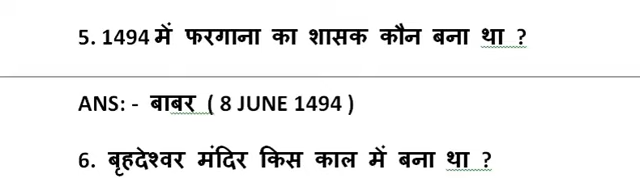 5. 1494 में फरगाना का शासक कौन बना था ?
ANS: - बाबर ( 8 JUNE 1494 )
6. बृहदेश्वर मंदिर किस काल में बना था ?